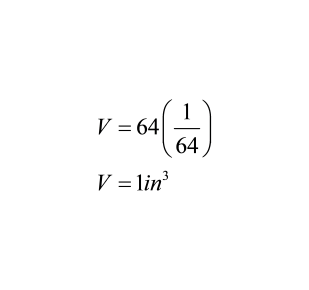 V = 64(1/64)
V = 1in³